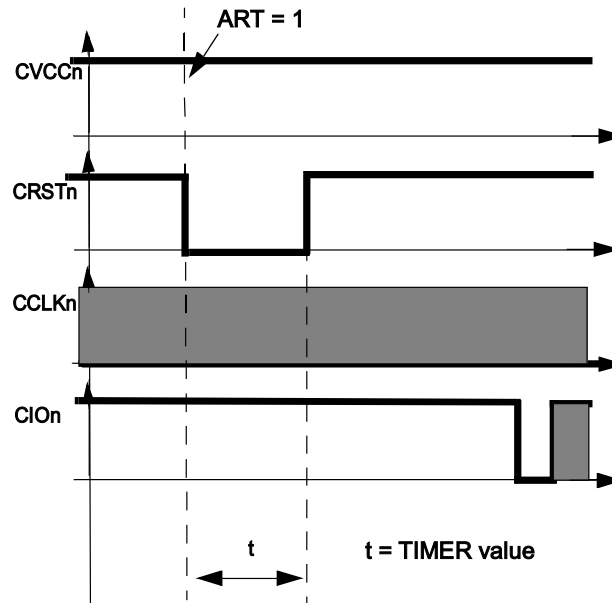 ART = 1
CVCCn
CRSTn
CCLKn
CIOn
t
t = TIMER value